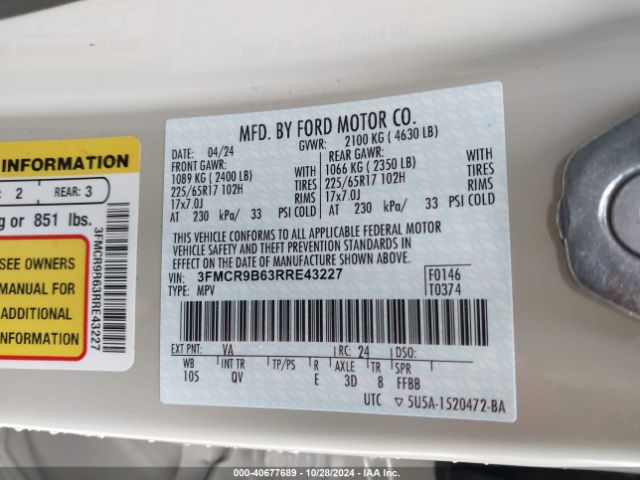 MFD. BY FORD MOTOR CO.
DATE: 04/24 GVWR: 2100 KG ( 4630 LB)
FRONT GAWR: REAR GAWR:
1089 KG ( 2400 LB) WITH 1066 KG ( 2350 LB) WITH
225/65R17 102H TIRES 225/65R17 102H TIRES
17x7.0J RIMS 17x7.0J RIMS
AT 230 kPa/ 33 PSI COLD AT 230 kPa/ 33 PSI COLD
THIS VEHICLE CONFORMS TO ALL APPLICABLE FEDERAL MOTOR
VEHICLE SAFETY AND THEFT PREVENTION STANDARDS IN EFFECT
ON THE DATE OF MANUFACTURE SHOWN ABOVE.
VIN: 3FMCR9B63RRE43227 F0146
TYPE: MPV T0374
EXT PNT: VA RC: 24 DSO:
WB INT TR TP/PS R AXLE TR SPR
105 QV E 3D 8 FFBB
UTC ▽ 5U5A-1520472-BA
INFORMATION
: 2 REAR: 3
g or 851 lbs.
SEE OWNERS
MANUAL FOR
ADDITIONAL
INFORMATION
3FMCR9B63RRE43227
000-40677689 - 10/28/2024 - IAA, Inc.